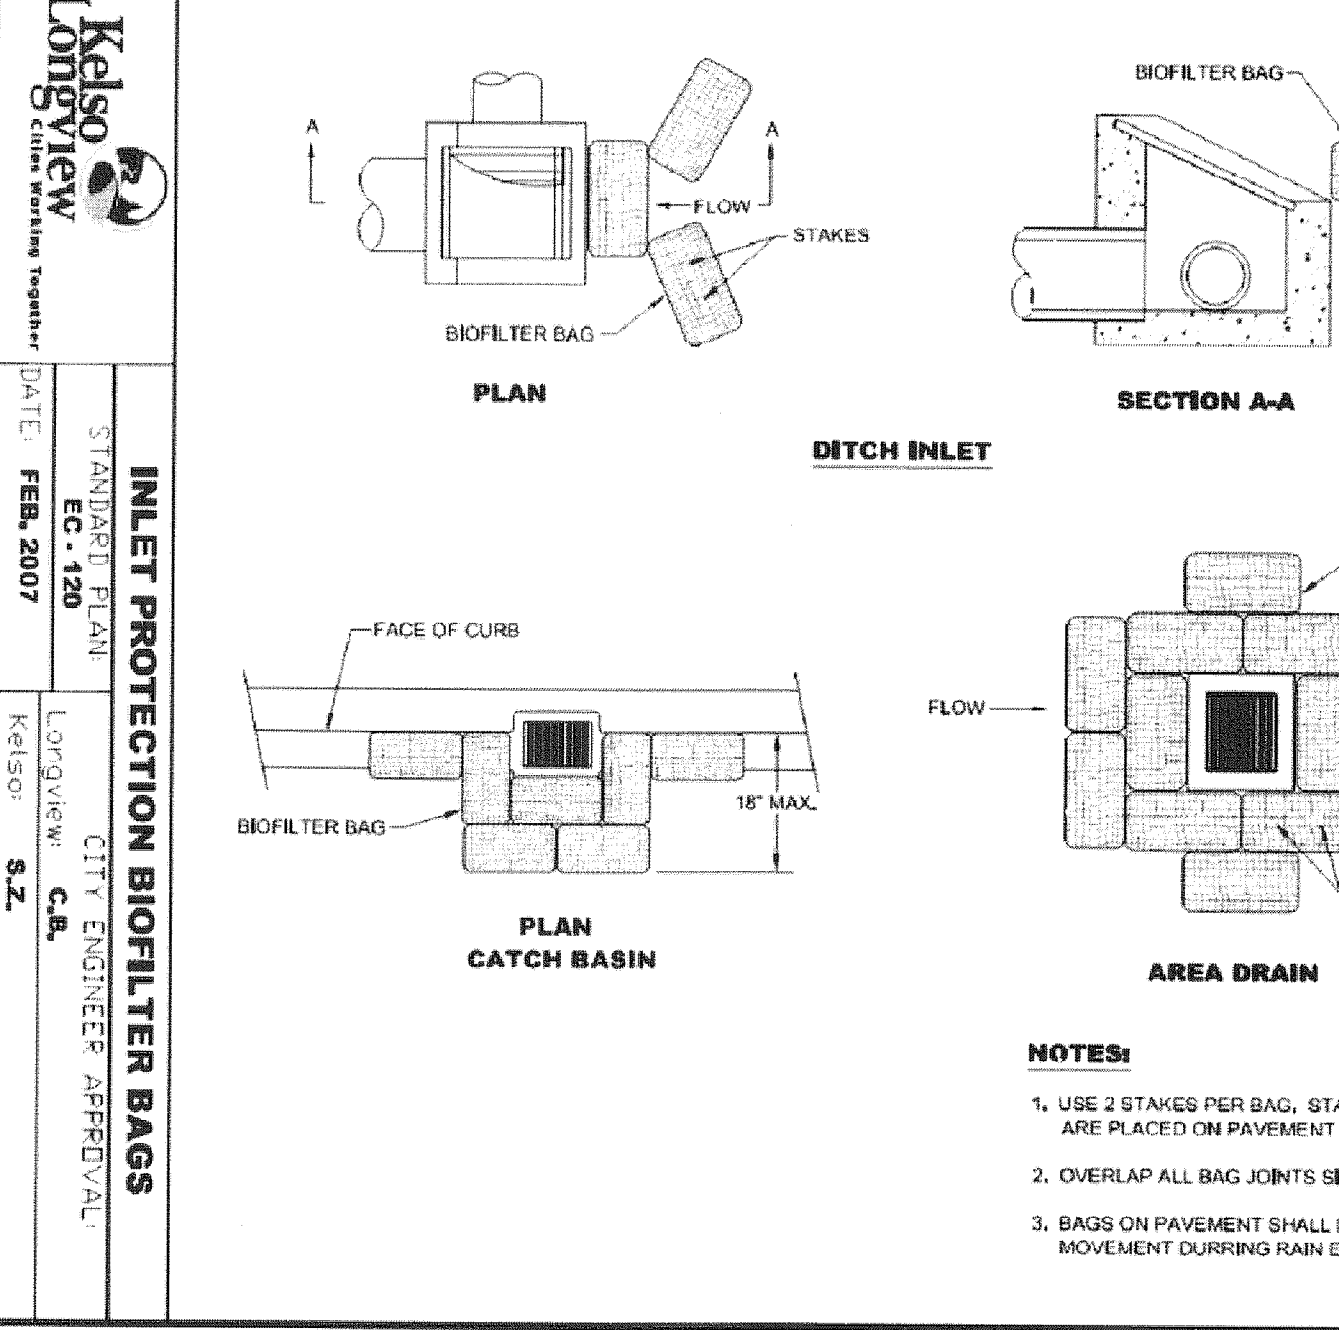 Kelso
Longview
Cities Working Together
DATE: FEB, 2007
STANDARD PLAN:
EC - 120
INLET PROTECTION BIOFILTER BAGS
CITY ENGINEER APPROVAL:
Longview: C.B.
Kelso: S.Z.
A
A
FLOW
STAKES
BIOFILTER BAG
PLAN
BIOFILTER BAG
SECTION A-A
DITCH INLET
FACE OF CURB
BIOFILTER BAG
18" MAX.
PLAN
CATCH BASIN
FLOW
AREA DRAIN
NOTES:
1. USE 2 STAKES PER BAG, STA
ARE PLACED ON PAVEMENT
2. OVERLAP ALL BAG JOINTS
3. BAGS ON PAVEMENT SHALL
MOVEMENT DURRING RAIN